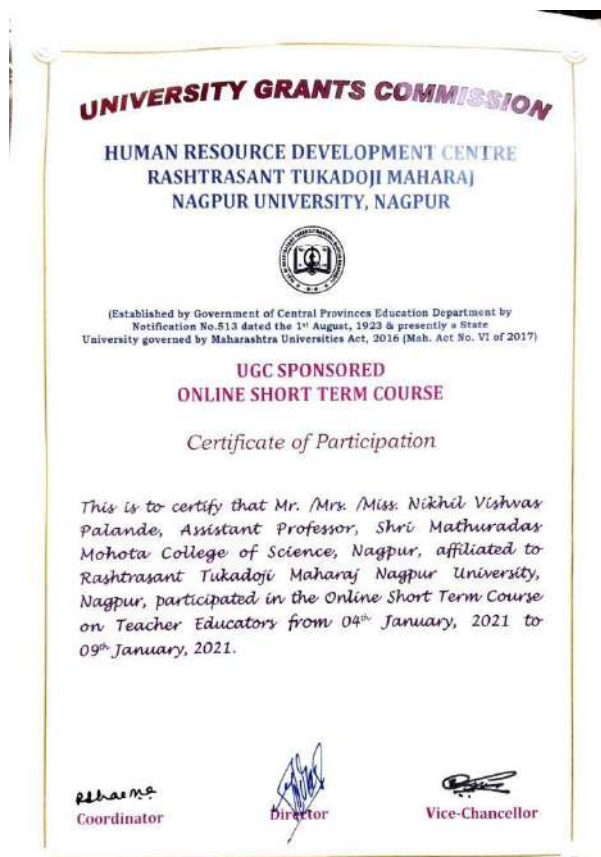 UNIVERSITY GRANTS COMMISSION
HUMAN RESOURCE DEVELOPMENT CENTRE
RASHTRASANT TUKADOJI MAHARAJ
NAGPUR UNIVERSITY, NAGPUR
(Established by Government of Central Provinces Education Department by
Notification No.513 dated the 1st August, 1923 & presently a State
University governed by Maharashtra Universities Act, 2016 (Mah. Act No. VI of 2017)
UGC SPONSORED
ONLINE SHORT TERM COURSE
Certificate of Participation
This is to certify that Mr. /Mrs. /Miss. Nikhil Vishvas
Palande, Assistant Professor, Shri Mathuradas
Mohota College of Science, Nagpur, affiliated to
Rashtrasant Tukadoji Maharaj Nagpur University,
Nagpur, participated in the Online Short Term Course
on Teacher Educators from 04th January, 2021 to
09th January, 2021.
Coordinator
Director
Vice-Chancellor